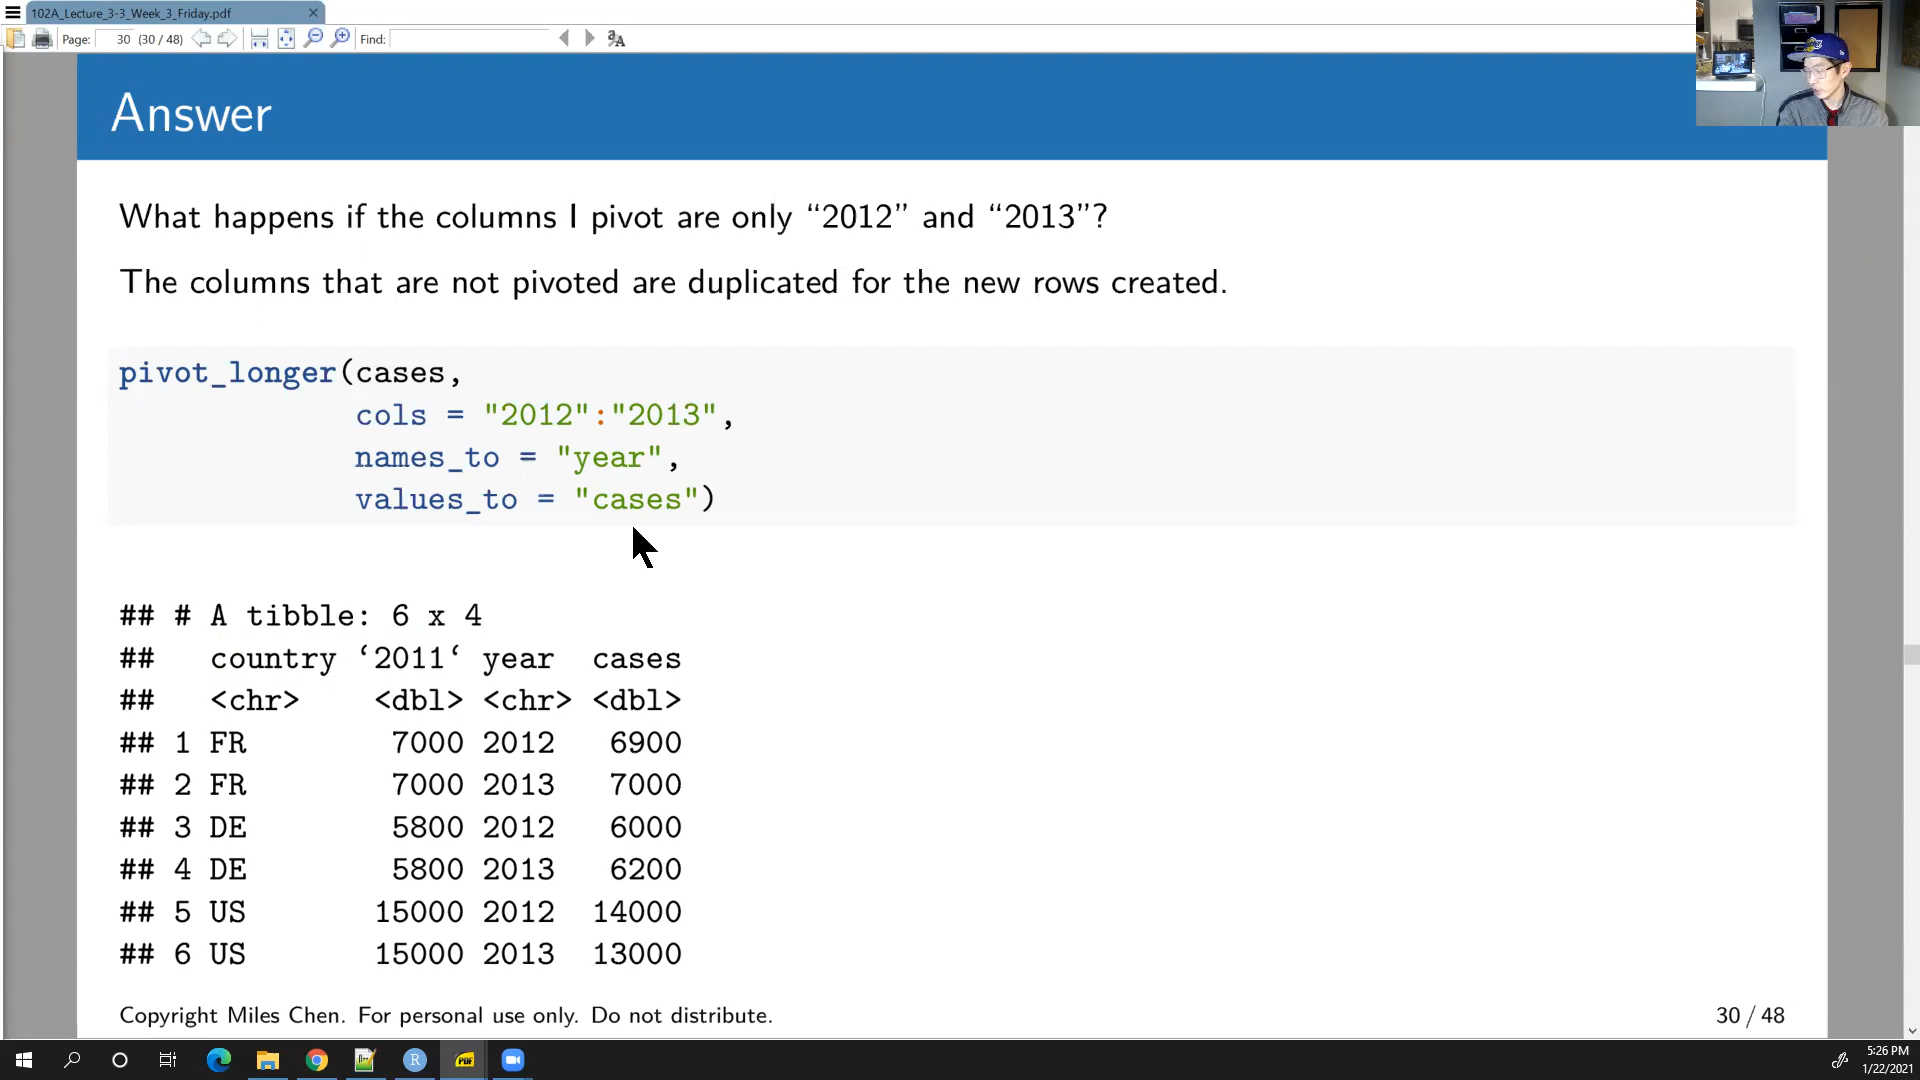 102A_Lecture_3-3_Week_3_Friday.pdf
Page: 30 (30 / 48) Find:
Answer
What happens if the columns I pivot are only “2012” and “2013”?
The columns that are not pivoted are duplicated for the new rows created.
pivot_longer(cases,
cols = "2012":"2013",
names_to = "year",
values_to = "cases")
## # A tibble: 6 x 4
## country ‘2011‘ year cases
## <chr> <dbl> <chr> <dbl>
## 1 FR 7000 2012 6900
## 2 FR 7000 2013 7000
## 3 DE 5800 2012 6000
## 4 DE 5800 2013 6200
## 5 US 15000 2012 14000
## 6 US 15000 2013 13000
Copyright Miles Chen. For personal use only. Do not distribute.
30 / 48
5:26 PM
1/22/2021